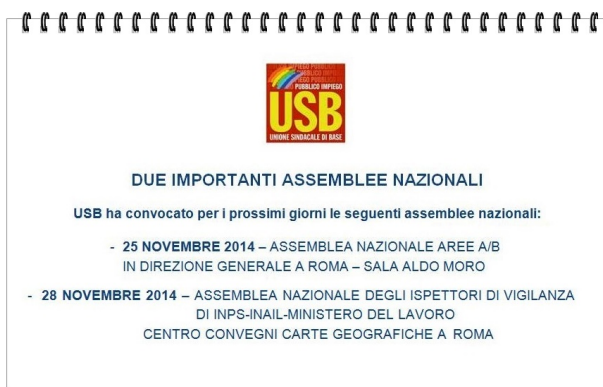 PUBBLICO IMPIEGO
USB
UNIONE SINDACALE DI BASE
DUE IMPORTANTI ASSEMBLEE NAZIONALI
USB ha convocato per i prossimi giorni le seguenti assemblee nazionali:
- 25 NOVEMBRE 2014 – ASSEMBLEA NAZIONALE AREE A/B
IN DIREZIONE GENERALE A ROMA – SALA ALDO MORO
- 28 NOVEMBRE 2014 – ASSEMBLEA NAZIONALE DEGLI ISPETTORI DI VIGILANZA
DI INPS-INAIL-MINISTERO DEL LAVORO
CENTRO CONVEGNI CARTE GEOGRAFICHE A ROMA